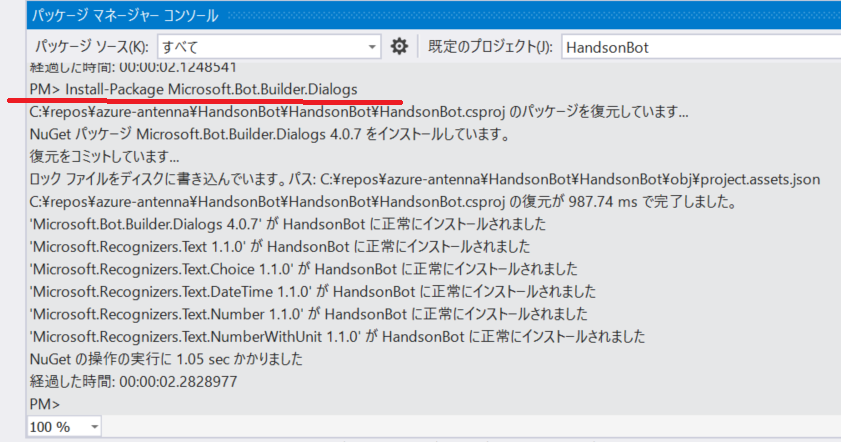 パッケージ マネージャー コンソール
パッケージ ソース(K): すべて 既定のプロジェクト(J): HandsonBot
経過した時間: 00:00:02.1248541
PM> Install-Package Microsoft.Bot.Builder.Dialogs
C:¥repos¥azure-antenna¥HandsonBot¥HandsonBot¥HandsonBot.csproj のパッケージを復元しています...
NuGet パッケージ Microsoft.Bot.Builder.Dialogs 4.0.7 をインストールしています。
復元をコミットしています...
ロック ファイルをディスクに書き込んでいます。パス: C:¥repos¥azure-antenna¥HandsonBot¥HandsonBot¥obj¥project.assets.json
C:¥repos¥azure-antenna¥HandsonBot¥HandsonBot¥HandsonBot.csproj の復元が 987.74 ms で完了しました。
'Microsoft.Bot.Builder.Dialogs 4.0.7' が HandsonBot に正常にインストールされました
'Microsoft.Recognizers.Text 1.1.0' が HandsonBot に正常にインストールされました
'Microsoft.Recognizers.Text.Choice 1.1.0' が HandsonBot に正常にインストールされました
'Microsoft.Recognizers.Text.DateTime 1.1.0' が HandsonBot に正常にインストールされました
'Microsoft.Recognizers.Text.Number 1.1.0' が HandsonBot に正常にインストールされました
'Microsoft.Recognizers.Text.NumberWithUnit 1.1.0' が HandsonBot に正常にインストールされました
NuGet の操作の実行に 1.05 sec かかりました
経過した時間: 00:00:02.2828977
PM>
100 %